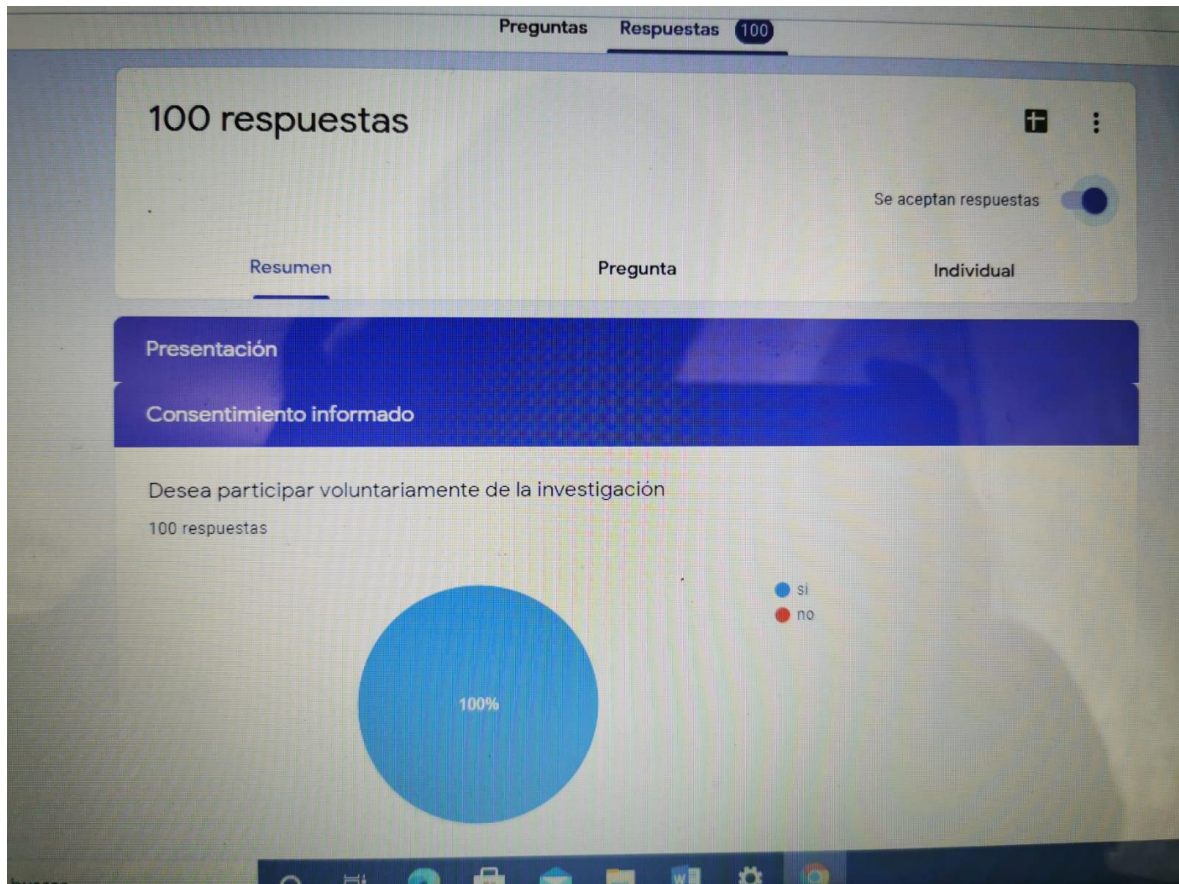 Preguntas Respuestas 100
100 respuestas
Se aceptan respuestas
Resumen Pregunta Individual
Presentación
Consentimiento informado
Desea participar voluntariamente de la investigación
100 respuestas
si
no
100%